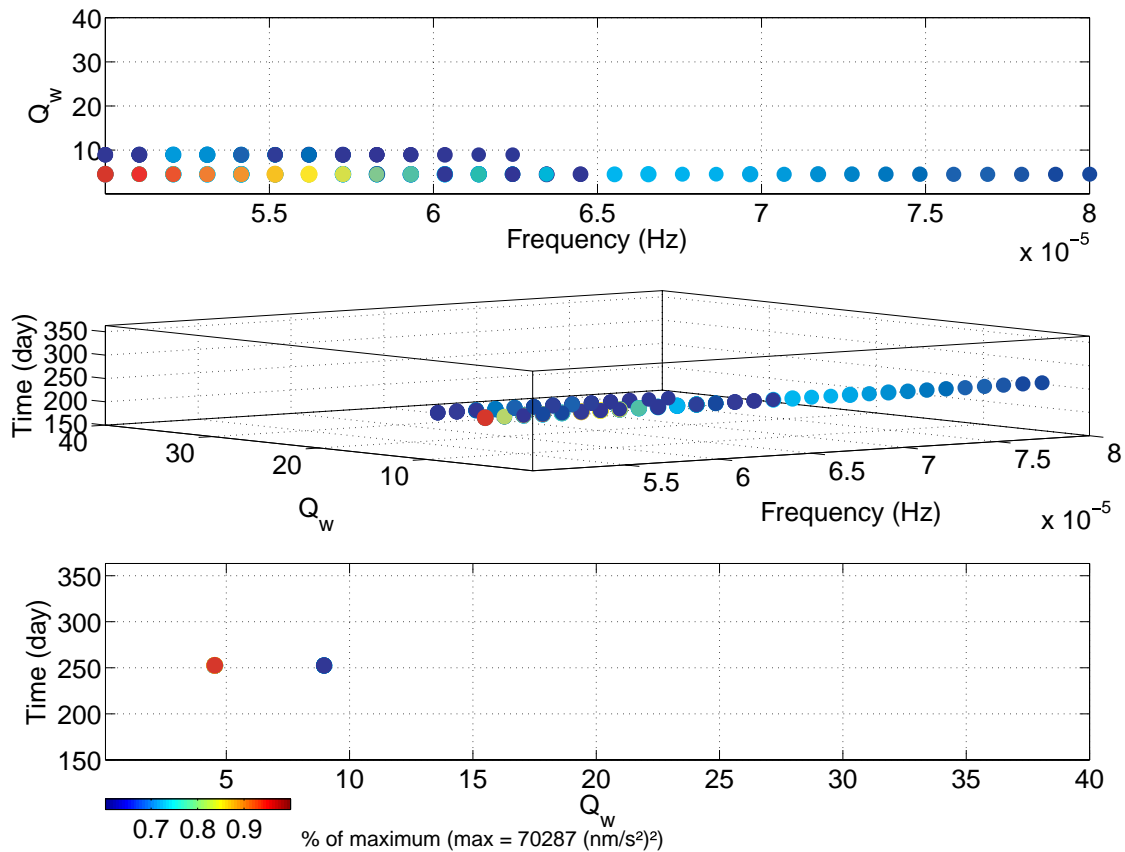 40
30
20
10
Q_w
5.5 6 6.5 7 7.5 8
Frequency (Hz)
x 10⁻⁵
350
300
250
200
150
Time (day)
40 30 20 10
Q_w
5.5 6 6.5 7 7.5 8
Frequency (Hz)
x 10⁻⁵
350
300
250
200
150
Time (day)
5 10 15 20 25 30 35 40
Q_w
0.7 0.8 0.9
% of maximum (max = 70287 (nm/s²)²)